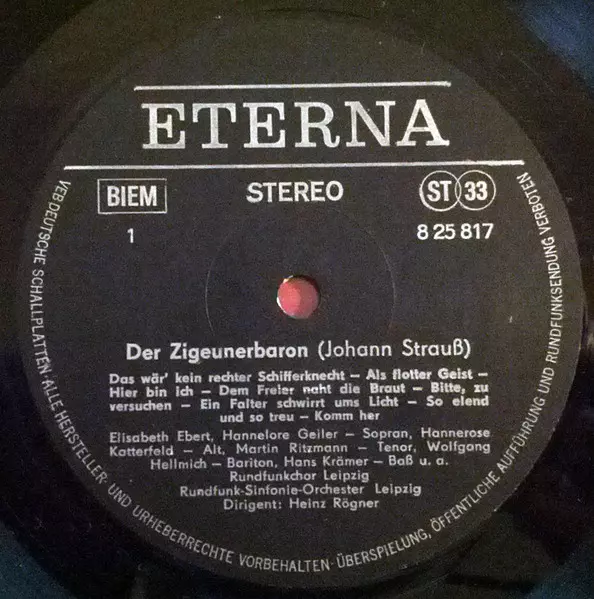 ETERNA
BIEM
STEREO
ST 33
1
8 25 817
Der Zigeunerbaron (Johann Strauß)
Das wär' kein rechter Schifferknecht – Als flotter Geist –
Hier bin ich – Dem Freier naht die Braut – Bitte, zu
versuchen – Ein Falter schwirrt ums Licht – So elend
und so treu – Komm her
Elisabeth Ebert, Hannelore Geiler – Sopran, Hannerose
Katterfeld – Alt, Martin Ritzmann – Tenor, Wolfgang
Hellmich – Bariton, Hans Krämer – Baß u. a.
Rundfunkchor Leipzig
Rundfunk-Sinfonie-Orchester Leipzig
Dirigent: Heinz Rögner
VEB DEUTSCHE SCHALLPLATTEN · ALLE HERSTELLER- UND URHEBERRECHTE VORBEHALTEN · ÜBERSPIELUNG, ÖFFENTLICHE AUFFÜHRUNG UND RUNDFUNKSENDUNG VERBOTEN